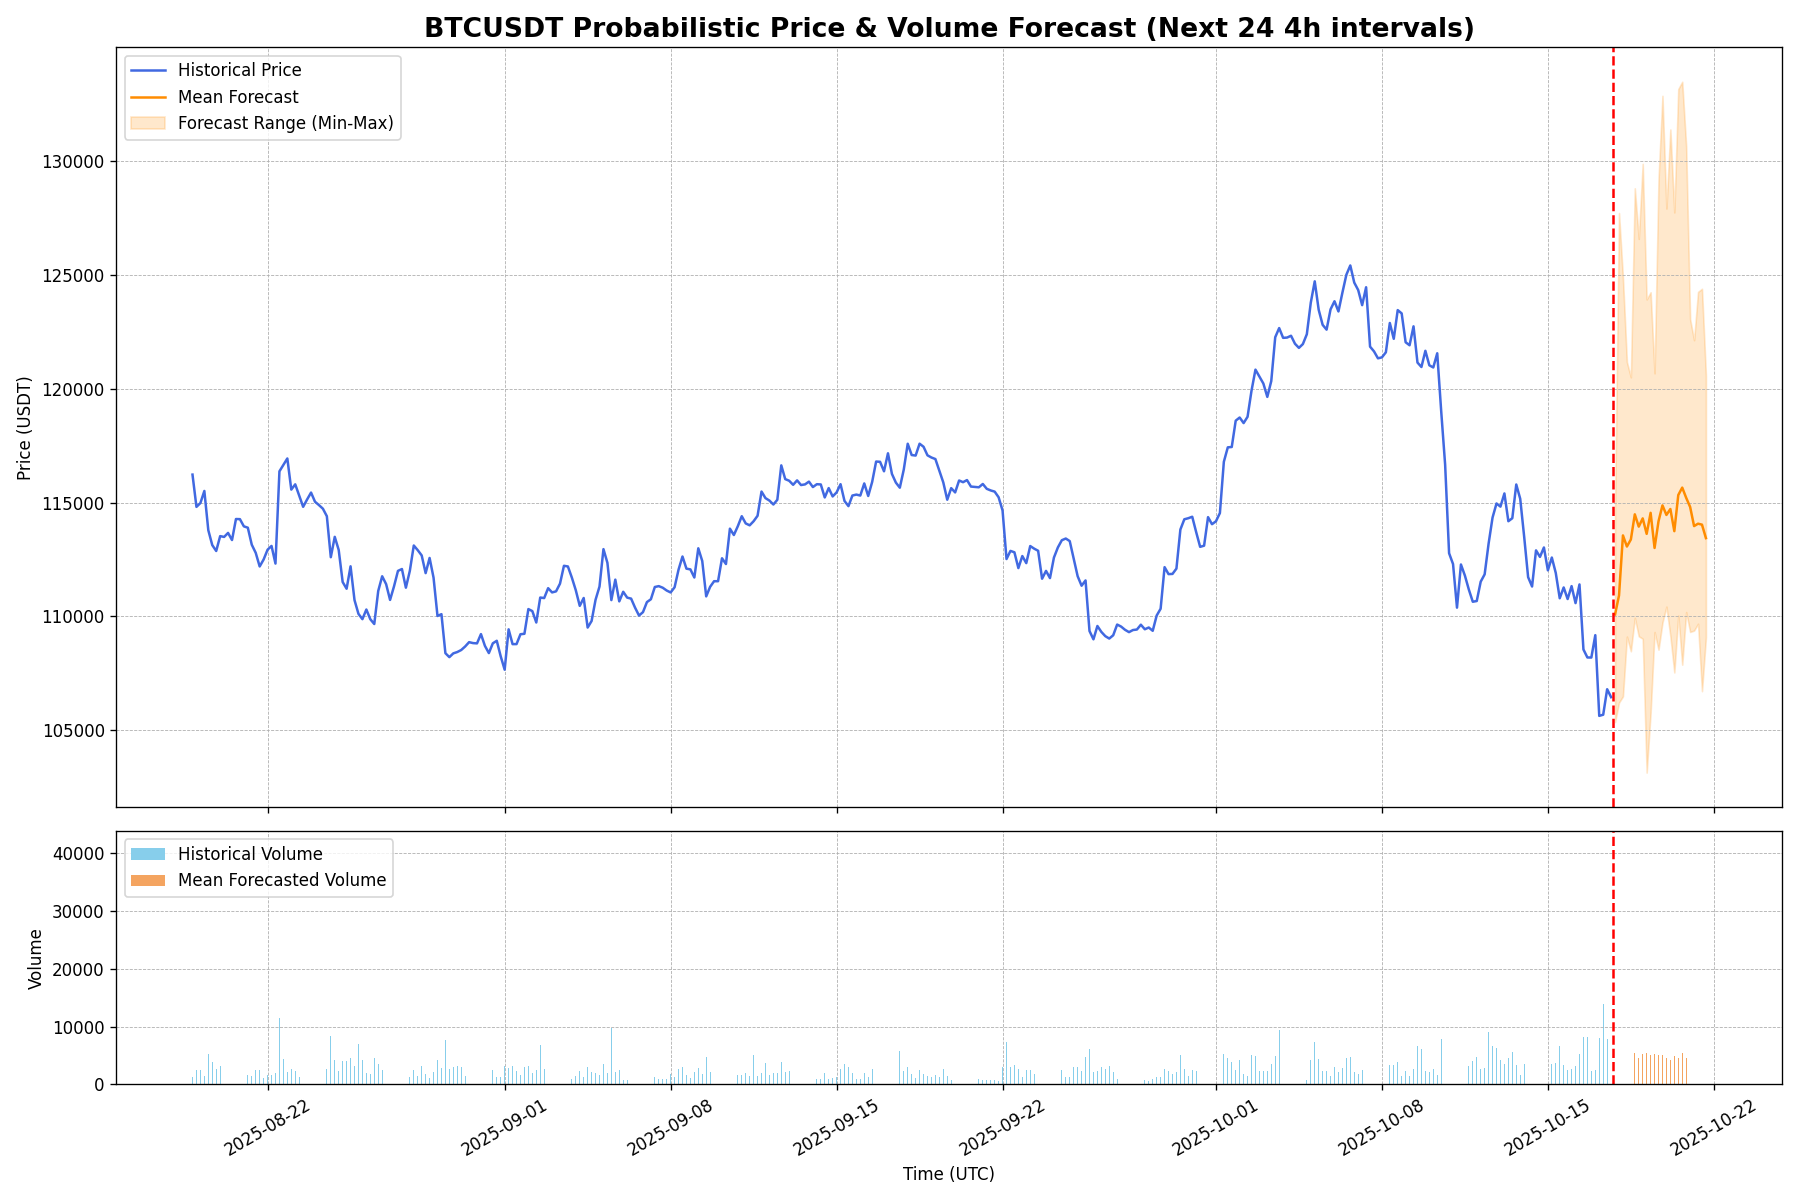 BTCUSDT Probabilistic Price & Volume Forecast (Next 24 4h intervals)
Historical Price
Mean Forecast
Forecast Range (Min-Max)
Price (USDT)
130000
125000
120000
115000
110000
105000
Historical Volume
Mean Forecasted Volume
Volume
40000
30000
20000
10000
0
2025-08-22
2025-09-01
2025-09-08
2025-09-15
2025-09-22
2025-10-01
2025-10-08
2025-10-15
2025-10-22
Time (UTC)